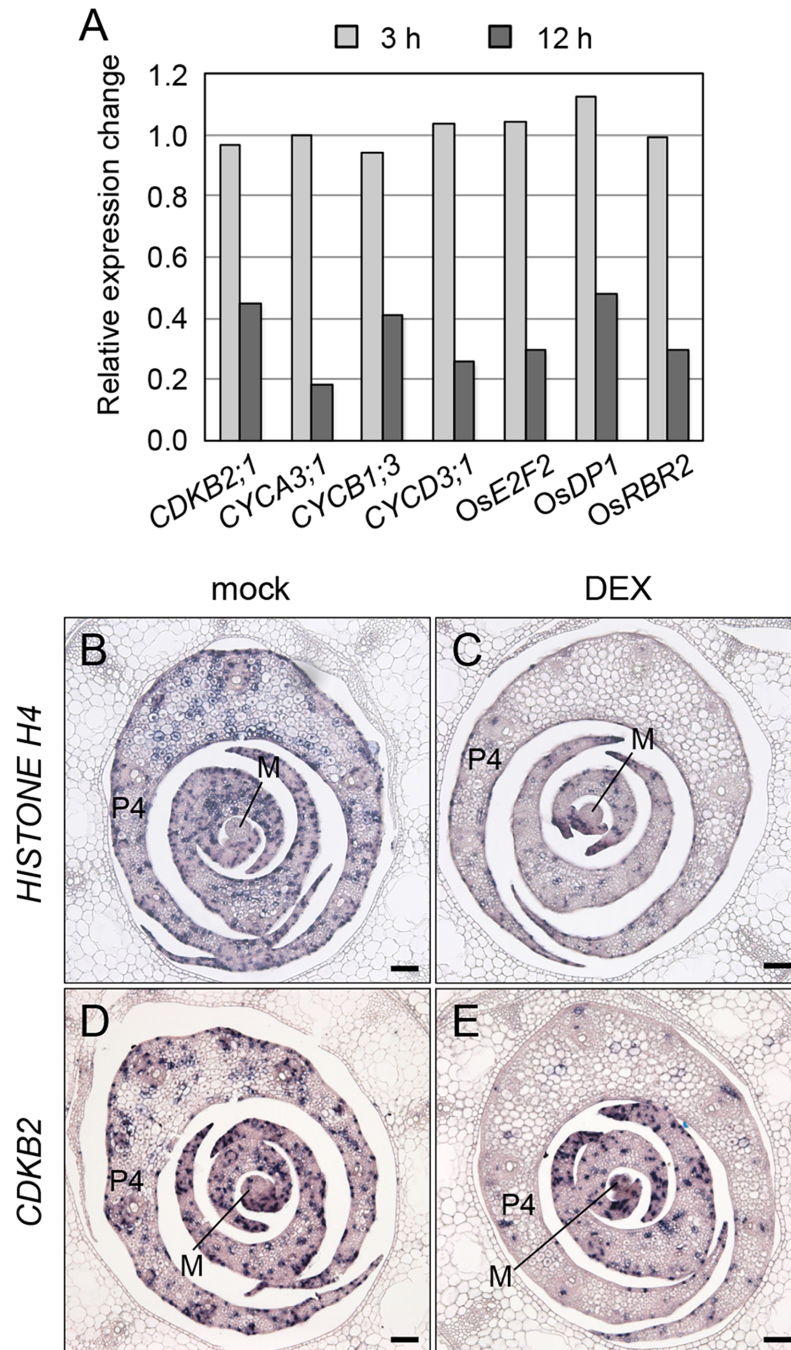 A
3 h 12 h
Relative expression change
1.2
1.0
0.8
0.6
0.4
0.2
0.0
CDKB2;1 CYCA3;1 CYCB1;3 CYCD3;1 OsE2F2 OsDP1 OsRBR2
mock DEX
HISTONE H4
B
M
P4
C
M
P4
CDKB2
D
P4
M
E
P4
M